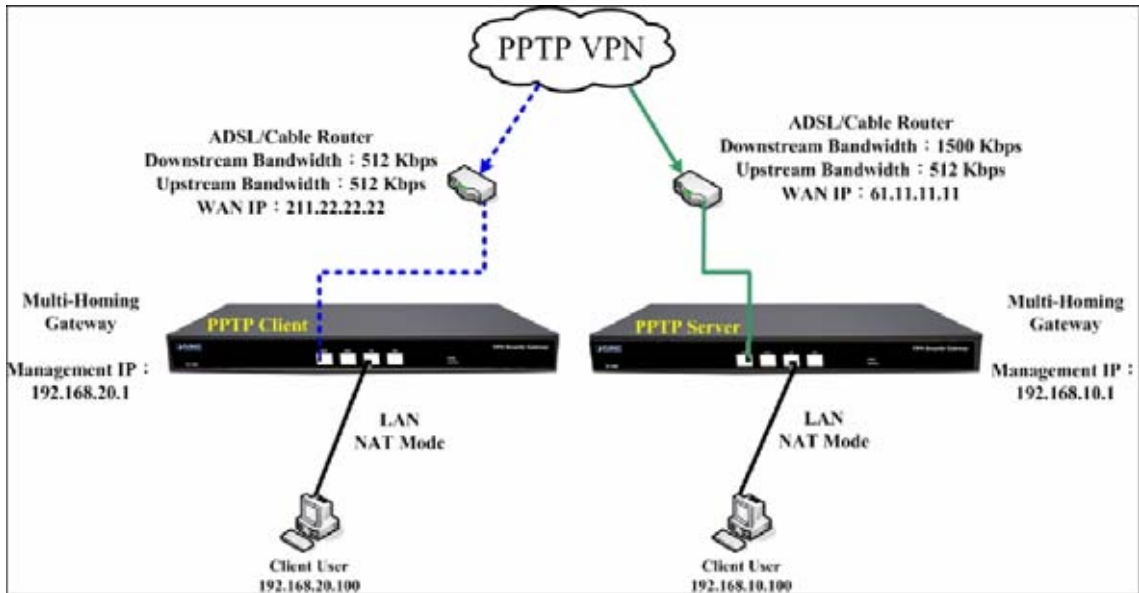 PPTP VPN
ADSL/Cable Router
Downstream Bandwidth：512 Kbps
Upstream Bandwidth：512 Kbps
WAN IP：211.22.22.22
ADSL/Cable Router
Downstream Bandwidth：1500 Kbps
Upstream Bandwidth：512 Kbps
WAN IP：61.11.11.11
Multi-Homing
Gateway
PPTP Client
Management IP：
192.168.20.1
PPTP Server
Multi-Homing
Gateway
Management IP：
192.168.10.1
LAN
NAT Mode
LAN
NAT Mode
Client User
192.168.20.100
Client User
192.168.10.100